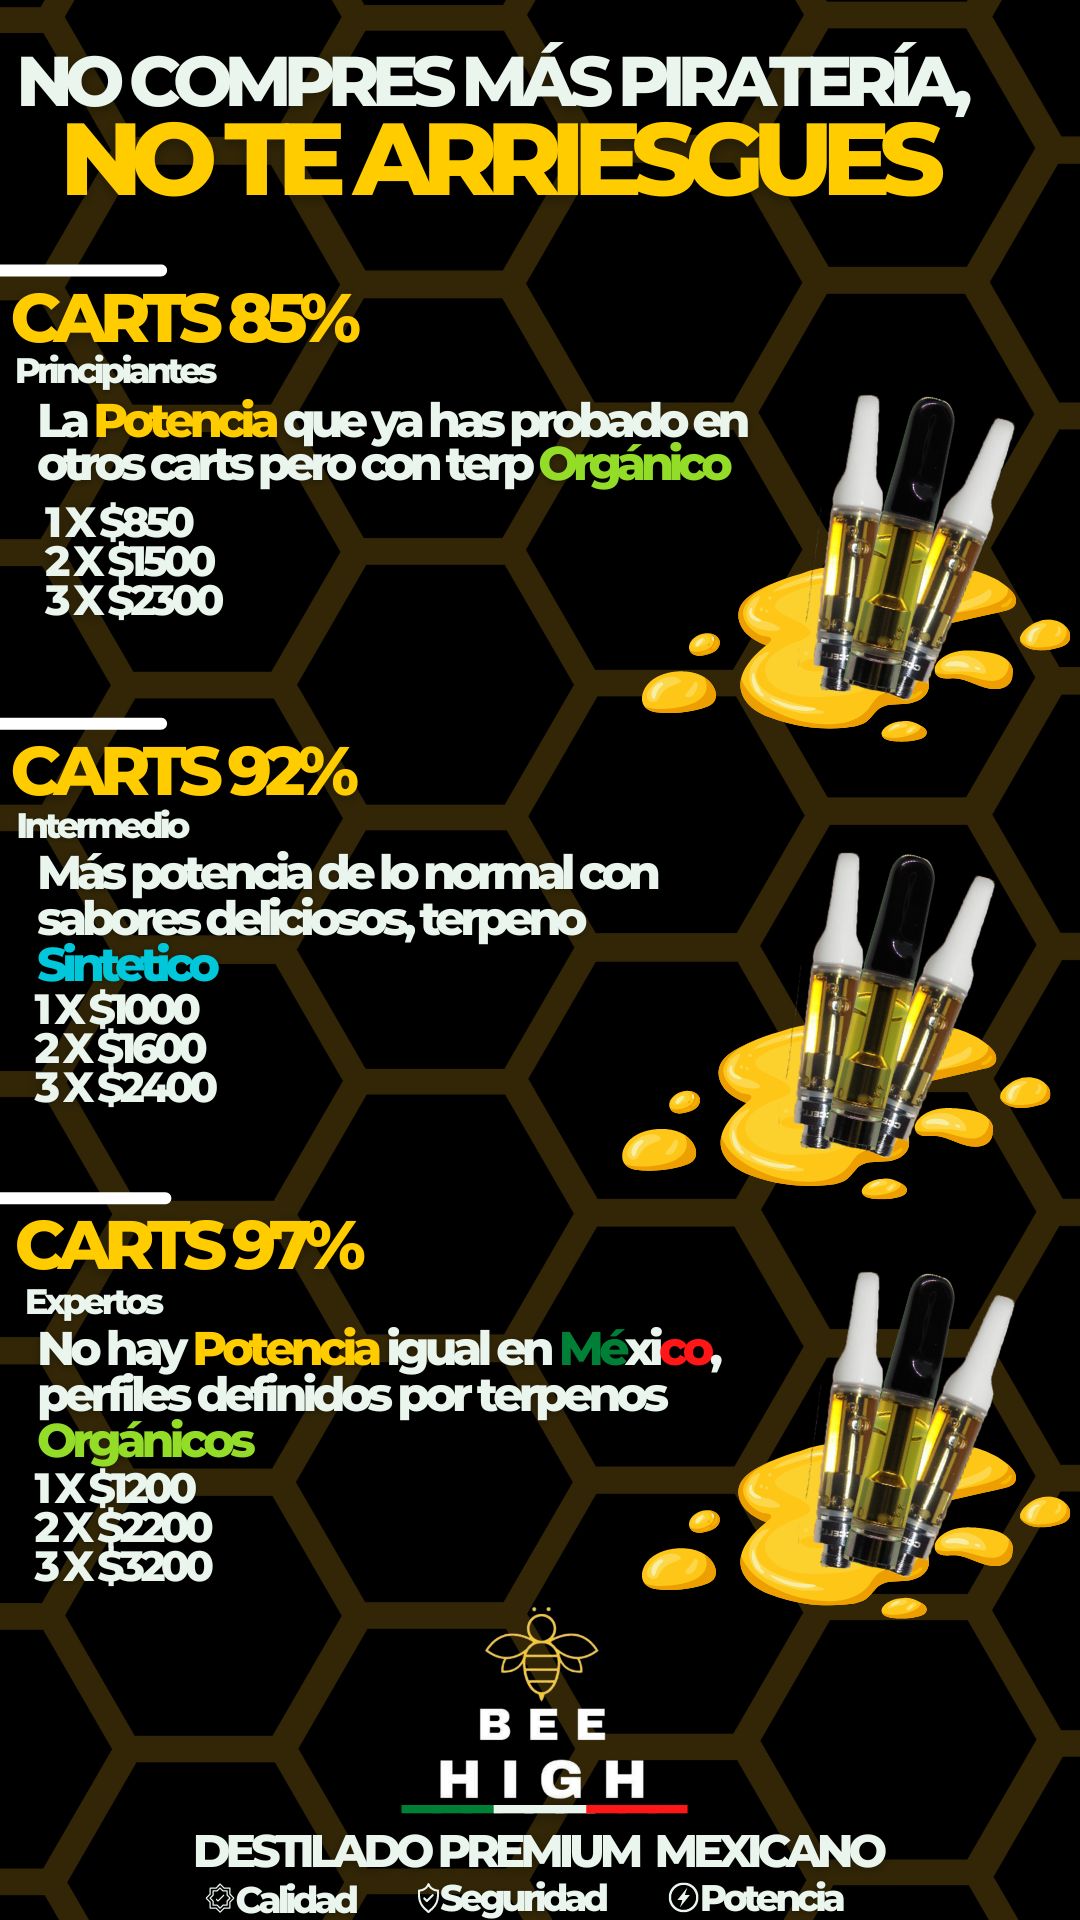 NO COMPRES MÁS PIRATERÍA,
NO TE ARRIESGUES
CARTS 85%
Principiantes
La Potencia que ya has probado en
otros carts pero con terp Orgánico
1 X $850
2 X $1500
3 X $2300
CARTS 92%
Intermedio
Más potencia de lo normal con
sabores deliciosos, terpeno
Sintetico
1 X $1000
2 X $1600
3 X $2400
CARTS 97%
Expertos
No hay Potencia igual en México,
perfiles definidos por terpenos
Orgánicos
1 X $1200
2 X $2200
3 X $3200
BEE
HIGH
DESTILADO PREMIUM MEXICANO
Calidad Seguridad Potencia